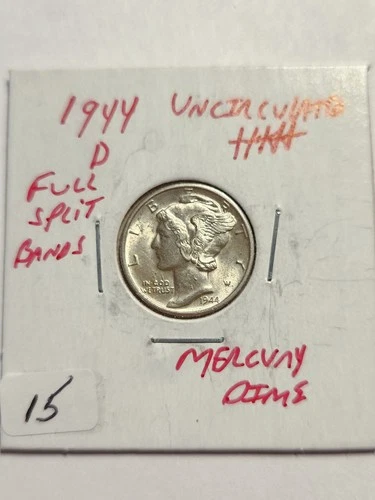 1944
D
FULL
SPLIT
BANDS
UNCIRCULATED
LIBERTY
IN GOD
WE TRUST
1944
W
MERCURY
DIME
15